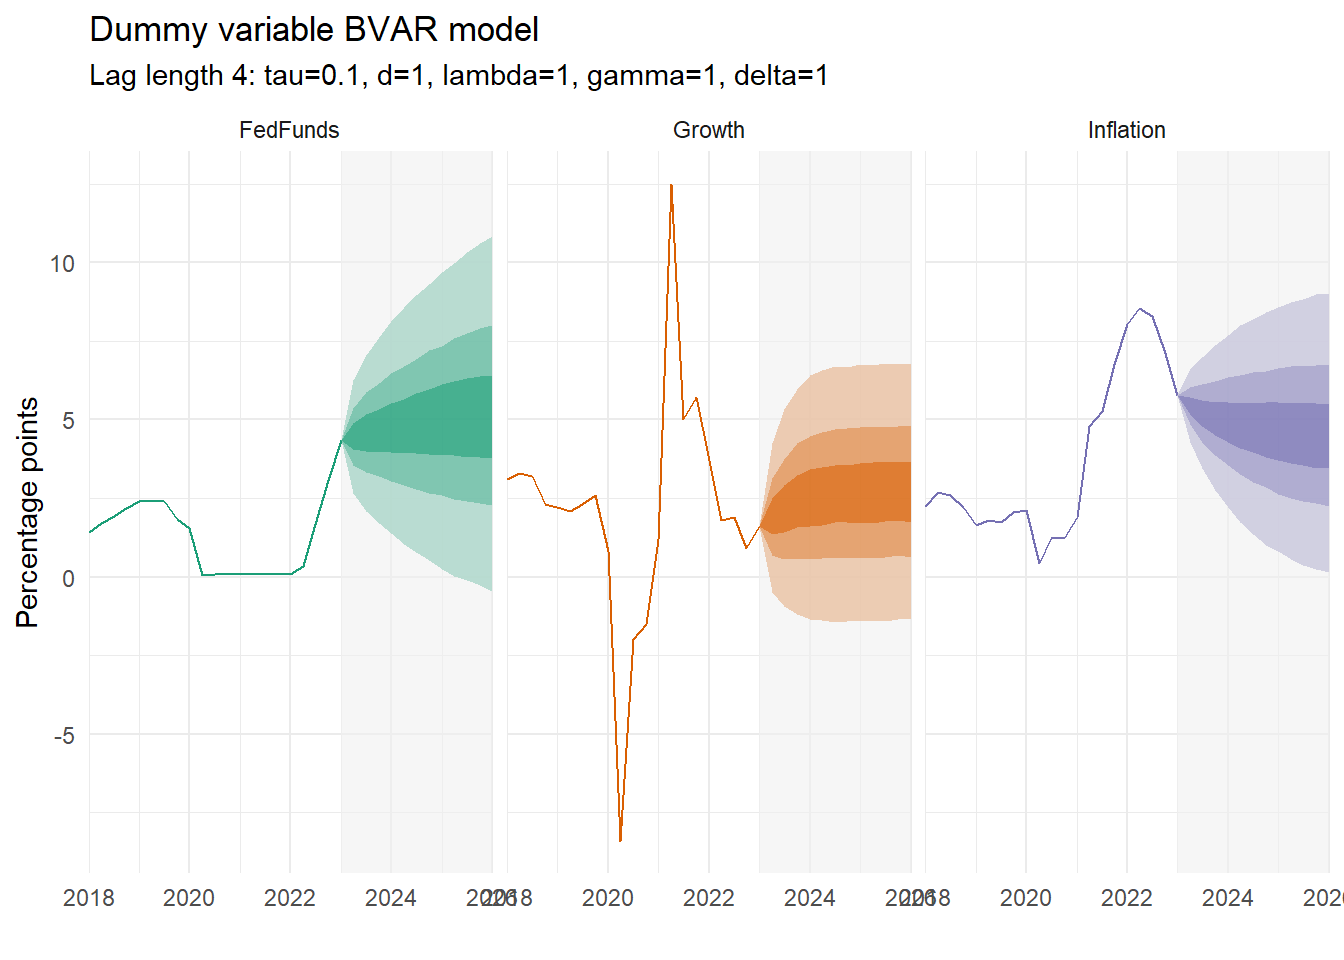 Dummy variable BVAR model
Lag length 4: tau=0.1, d=1, lambda=1, gamma=1, delta=1
FedFunds Growth Inflation
Percentage points
10
5
0
-5
2018 2020 2022 2024 2026 2018 2020 2022 2024 2026 2018 2020 2022 2024